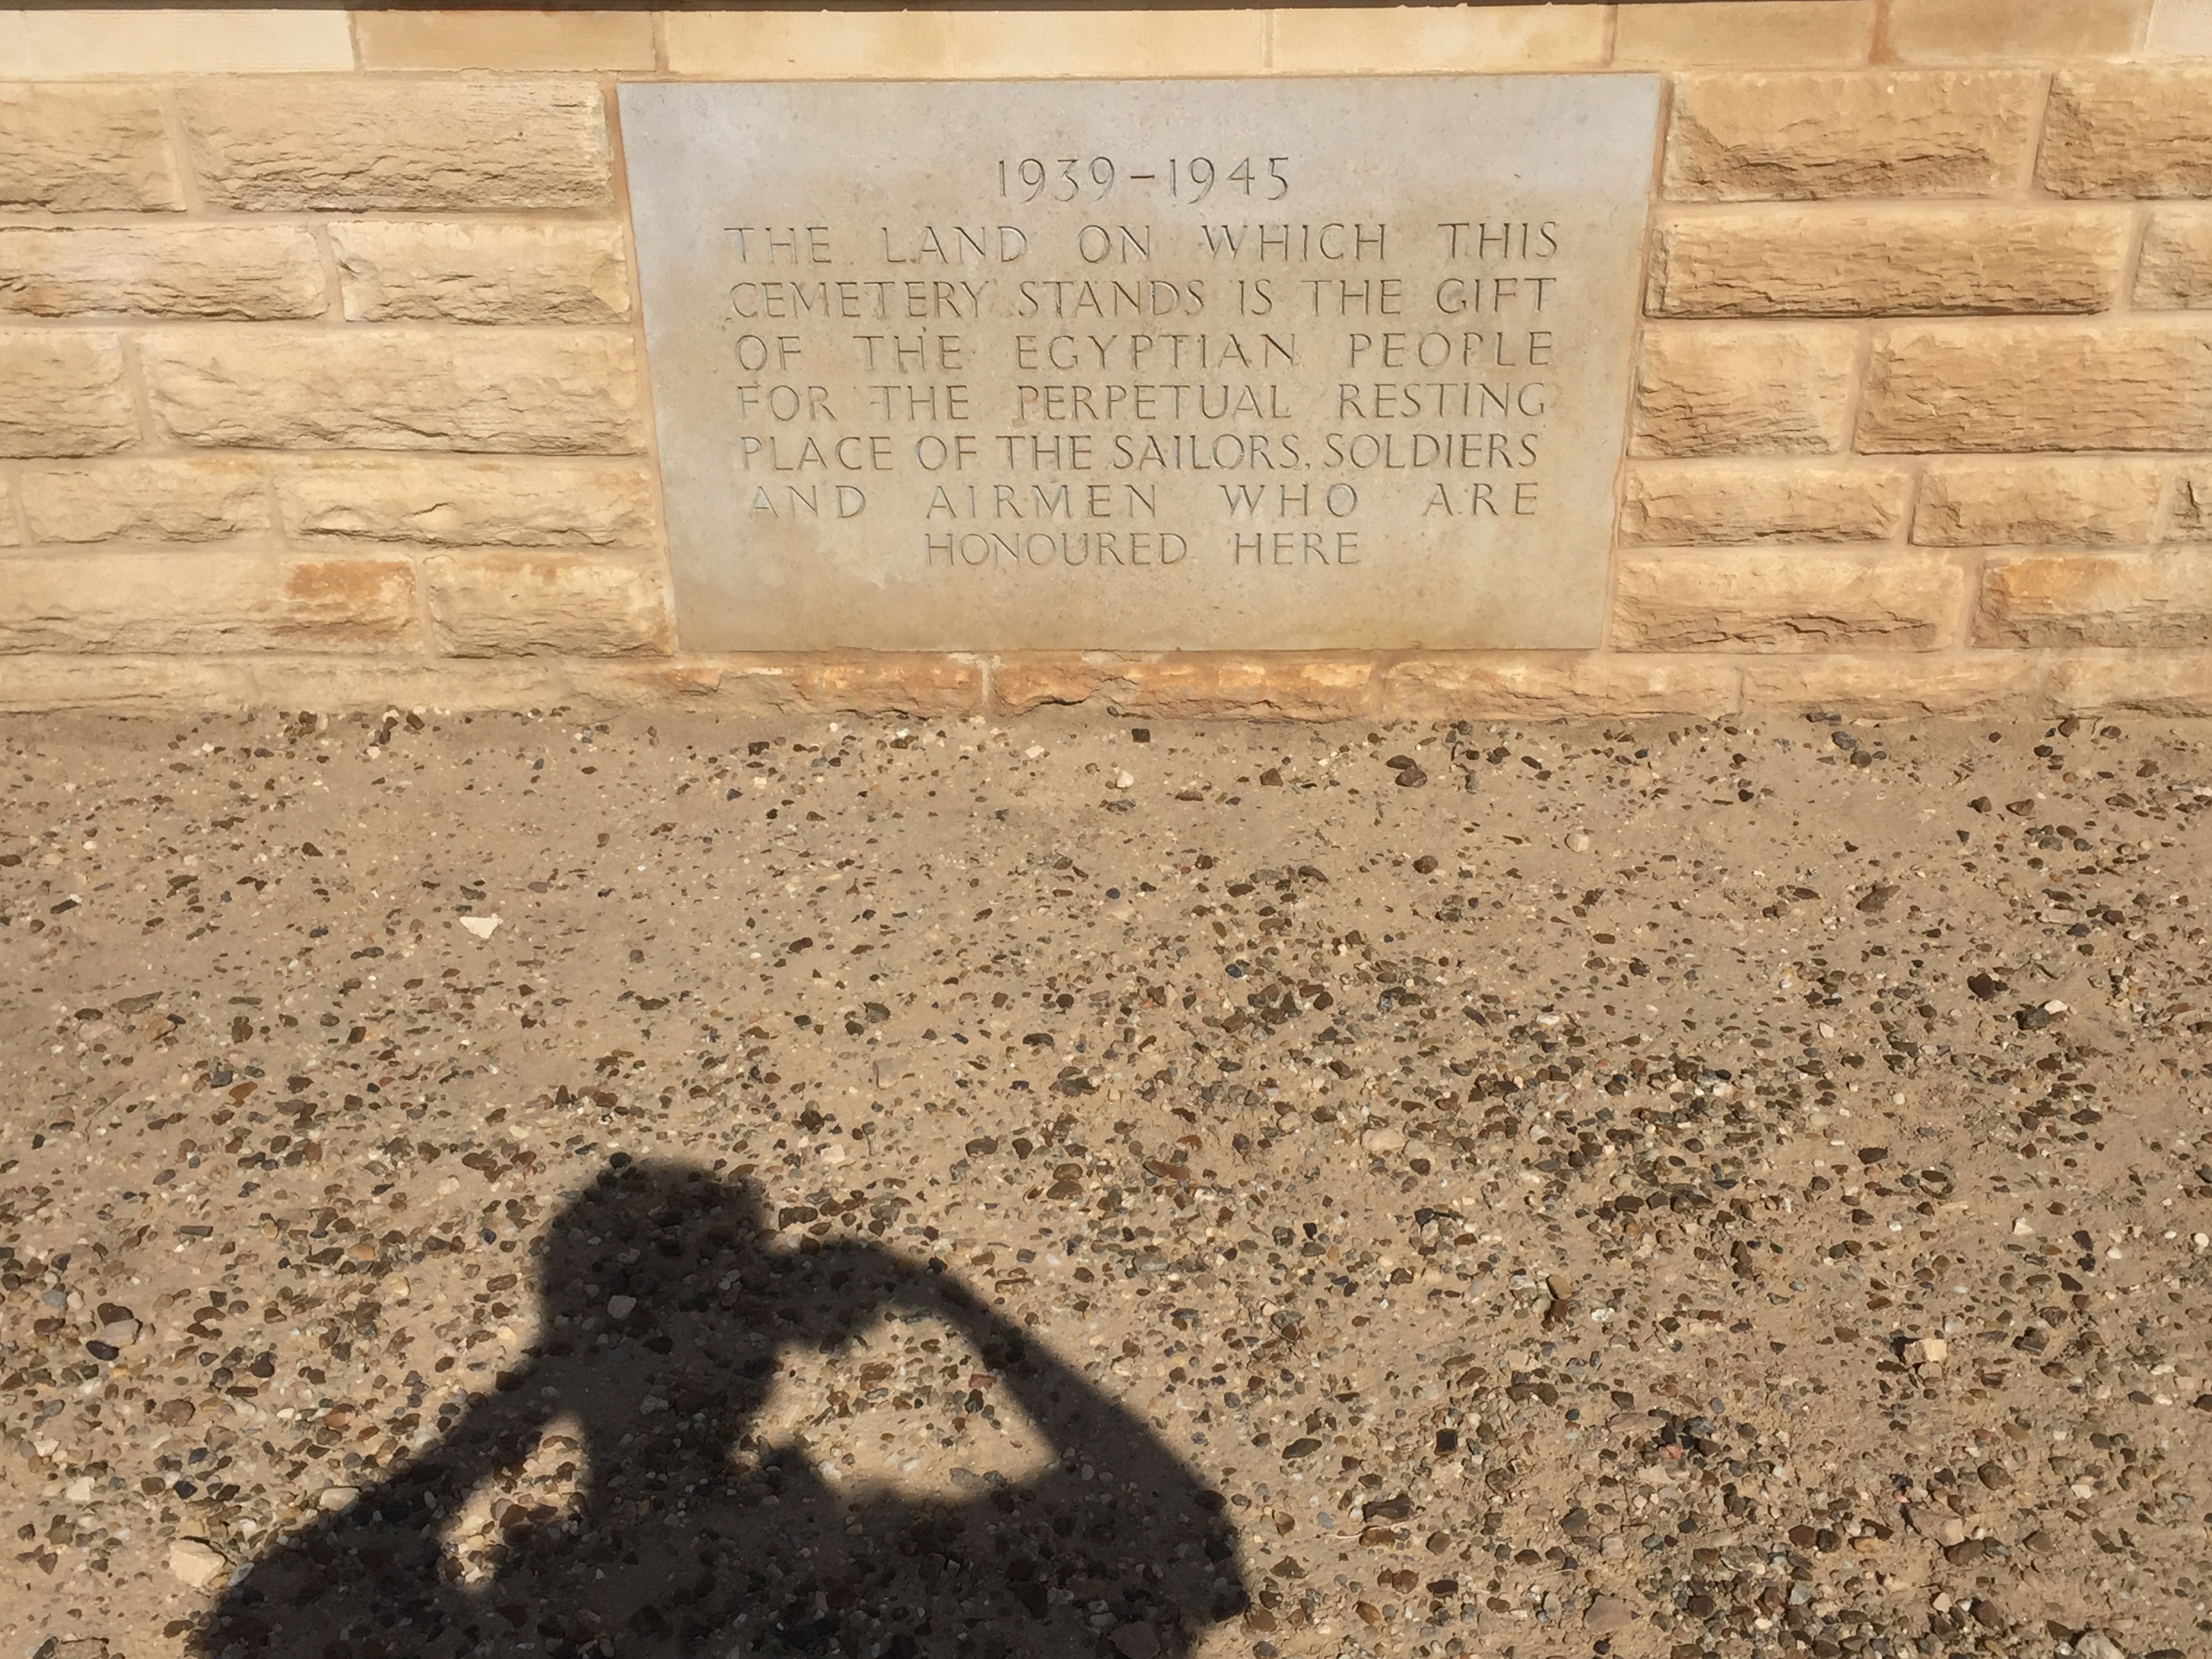 1939-1945
THE LAND ON WHICH THIS
CEMETERY STANDS IS THE GIFT
OF THE EGYPTIAN PEOPLE
FOR THE PERPETUAL RESTING
PLACE OF THE SAILORS, SOLDIERS
AND AIRMEN WHO ARE
HONOURED HERE